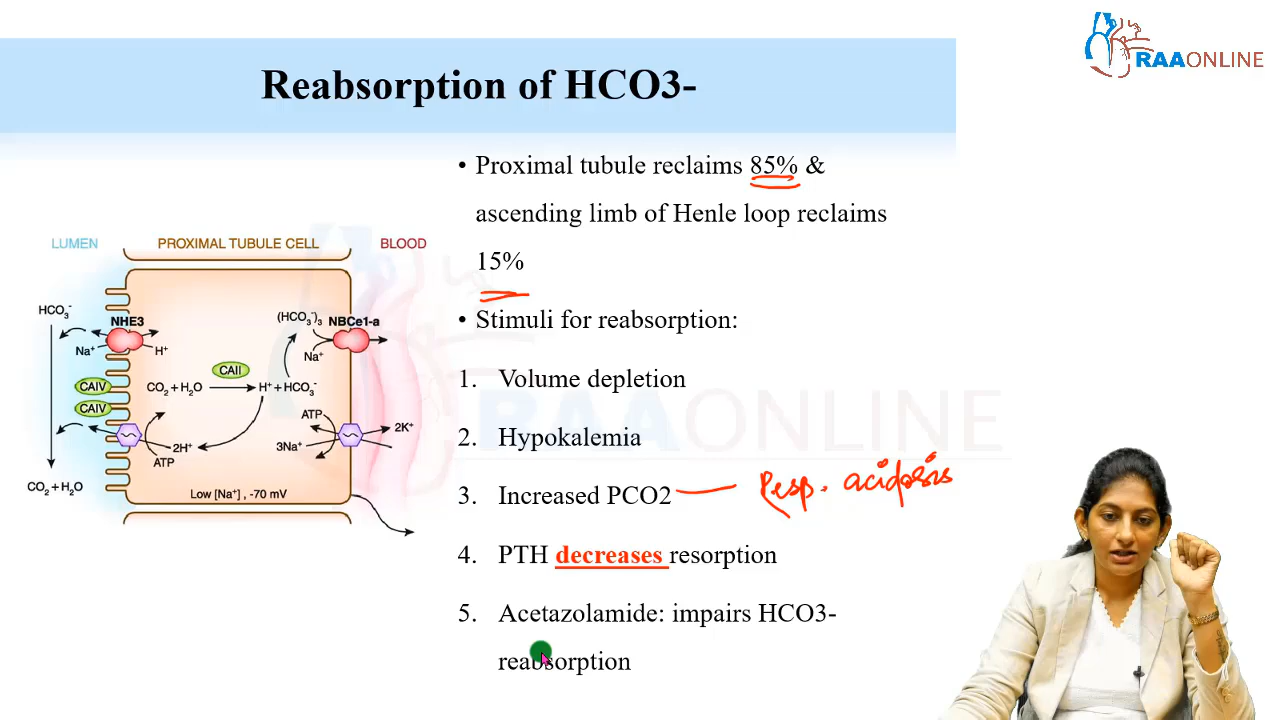 RAAONLINE
Reabsorption of HCO3-
• Proximal tubule reclaims 85% &
ascending limb of Henle loop reclaims
15%
• Stimuli for reabsorption:
1. Volume depletion
2. Hypokalemia
3. Increased PCO2 — Resp. acidosis
4. PTH decreases resorption
5. Acetazolamide: impairs HCO3-
reabsorption
LUMEN PROXIMAL TUBULE CELL BLOOD
HCO₃⁻ NHE3 (HCO₃⁻)₃ NBCe1-a
Na⁺ H⁺ Na⁺
CAII
CAIV CO₂ + H₂O H⁺ + HCO₃⁻
CAIV
ATP 2K⁺
2H⁺ 3Na⁺
ATP
CO₂ + H₂O Low [Na⁺], -70 mV
RAAONLINE